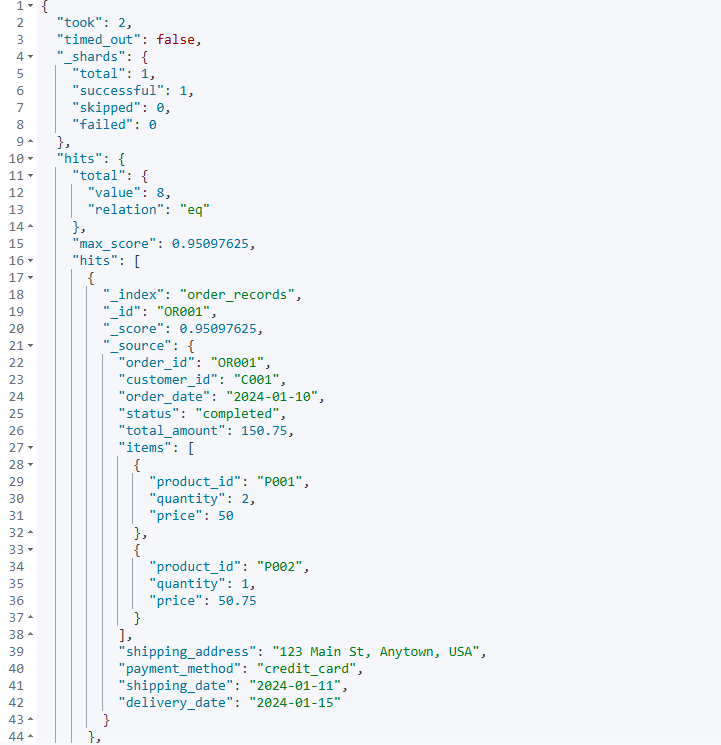 1 {
2 "took": 2,
3 "timed_out": false,
4 "_shards": {
5 "total": 1,
6 "successful": 1,
7 "skipped": 0,
8 "failed": 0
9 },
10 "hits": {
11 "total": {
12 "value": 8,
13 "relation": "eq"
14 },
15 "max_score": 0.95097625,
16 "hits": [
17 {
18 "_index": "order_records",
19 "_id": "OR001",
20 "_score": 0.95097625,
21 "_source": {
22 "order_id": "OR001",
23 "customer_id": "C001",
24 "order_date": "2024-01-10",
25 "status": "completed",
26 "total_amount": 150.75,
27 "items": [
28 {
29 "product_id": "P001",
30 "quantity": 2,
31 "price": 50
32 },
33 {
34 "product_id": "P002",
35 "quantity": 1,
36 "price": 50.75
37 }
38 ],
39 "shipping_address": "123 Main St, Anytown, USA",
40 "payment_method": "credit_card",
41 "shipping_date": "2024-01-11",
42 "delivery_date": "2024-01-15"
43 }
44 },